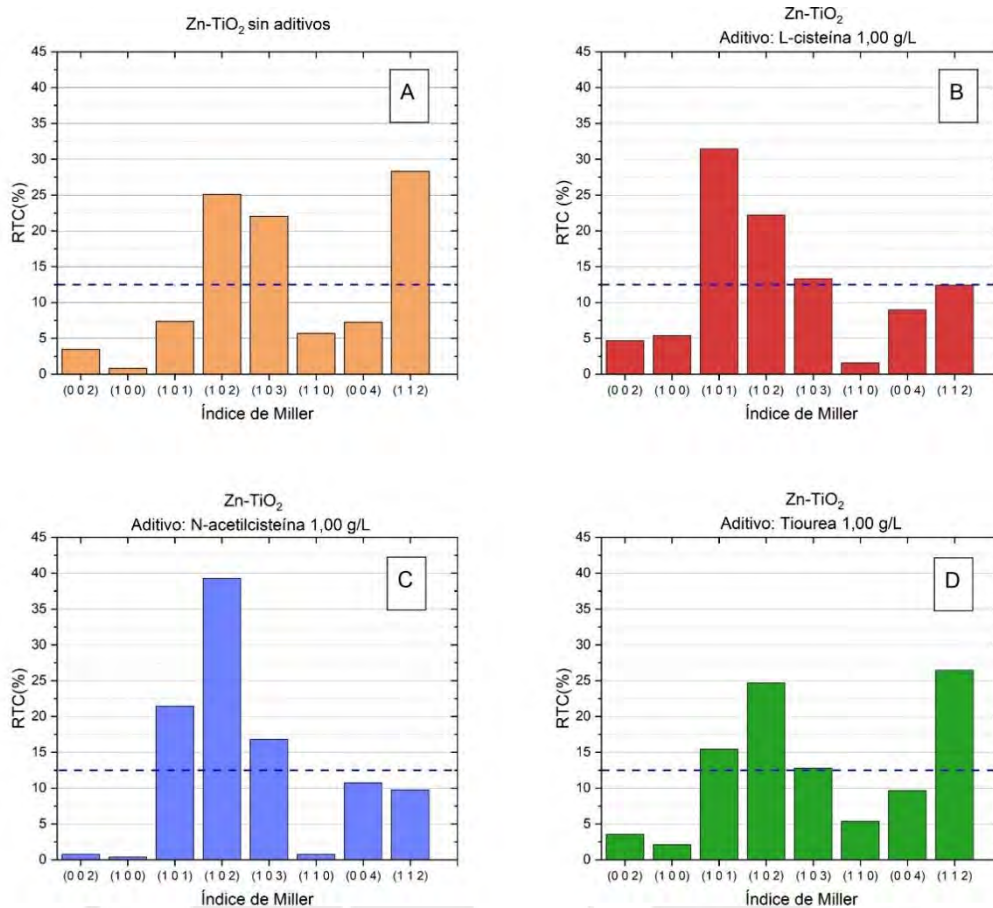 Zn-TiO₂ sin aditivos
A
RTC(%)
45
40
35
30
25
20
15
10
5
0
(0 0 2) (1 0 0) (1 0 1) (1 0 2) (1 0 3) (1 1 0) (0 0 4) (1 1 2)
Índice de Miller
Zn-TiO₂
Aditivo: L-cisteína 1,00 g/L
B
RTC (%)
45
40
35
30
25
20
15
10
5
0
(0 0 2) (1 0 0) (1 0 1) (1 0 2) (1 0 3) (1 1 0) (0 0 4) (1 1 2)
Índice de Miller
Zn-TiO₂
Aditivo: N-acetilcisteína 1,00 g/L
C
RTC(%)
45
40
35
30
25
20
15
10
5
0
(0 0 2) (1 0 0) (1 0 1) (1 0 2) (1 0 3) (1 1 0) (0 0 4) (1 1 2)
Índice de Miller
Zn-TiO₂
Aditivo: Tiourea 1,00 g/L
D
RTC(%)
45
40
35
30
25
20
15
10
5
0
(0 0 2) (1 0 0) (1 0 1) (1 0 2) (1 0 3) (1 1 0) (0 0 4) (1 1 2)
Índice de Miller